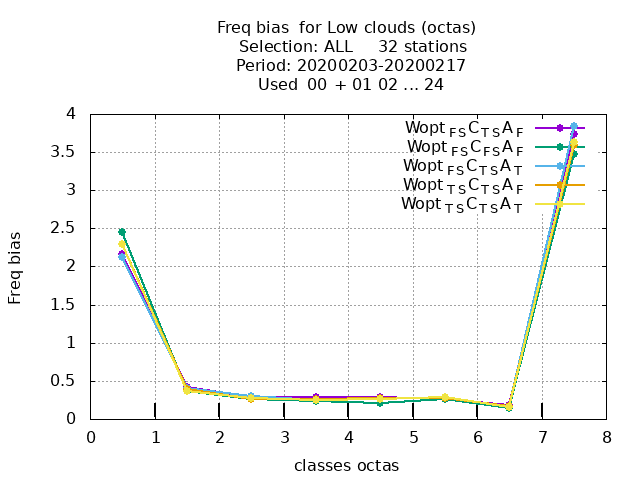 Freq bias  for Low clouds (octas)
Selection: ALL     32 stations
Period: 20200203-20200217
Used  00 + 01 02 ... 24
Wopt FS C TS A F
Wopt FS C FS A F
Wopt FS C TS A T
Wopt TS C TS A F
Wopt TS C TS A T
4
3.5
3
2.5
2
1.5
1
0.5
0
Freq bias
0 1 2 3 4 5 6 7 8
classes octas